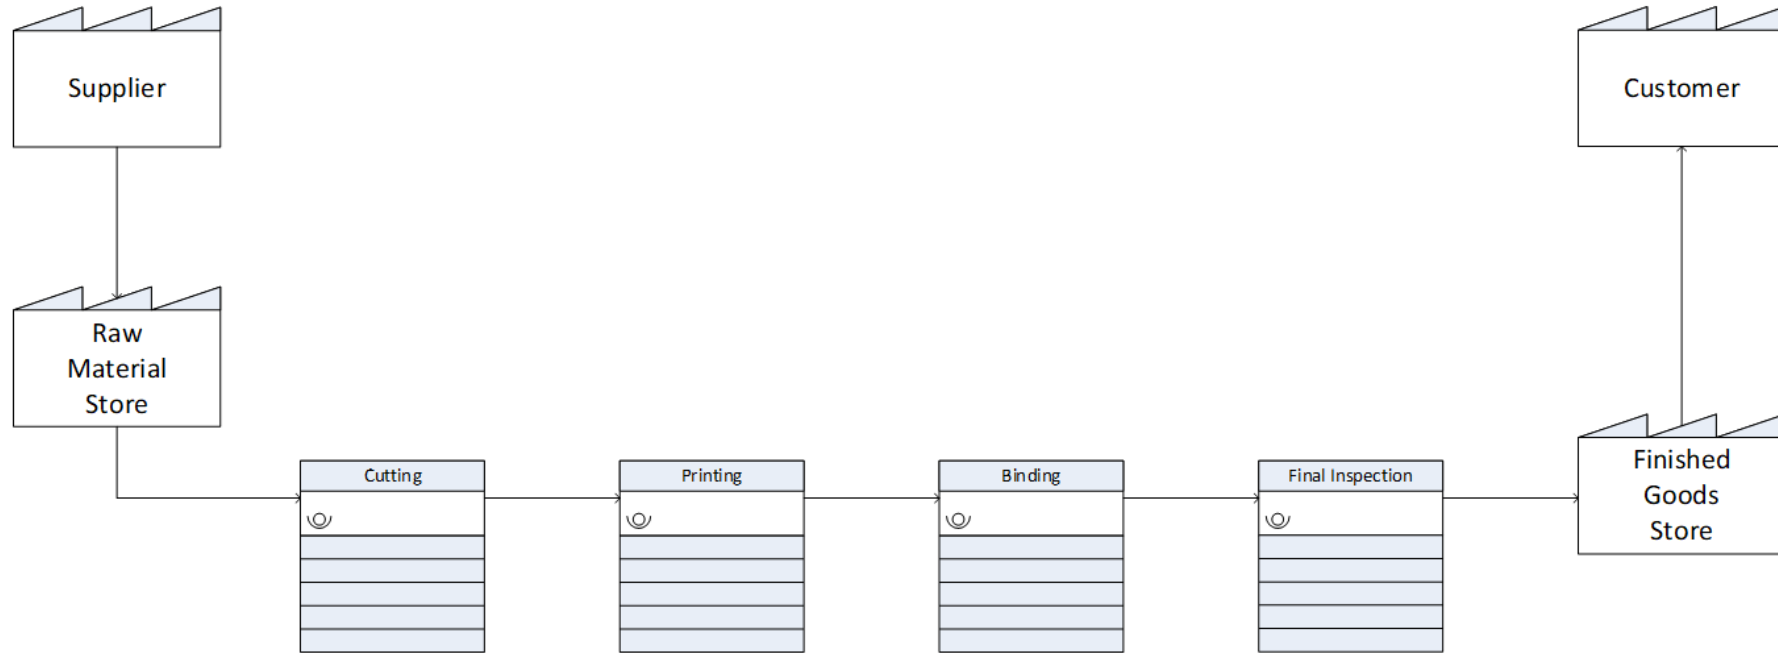 Supplier
Customer
Raw
Material
Store
Cutting
Printing
Binding
Final Inspection
Finished
Goods
Store